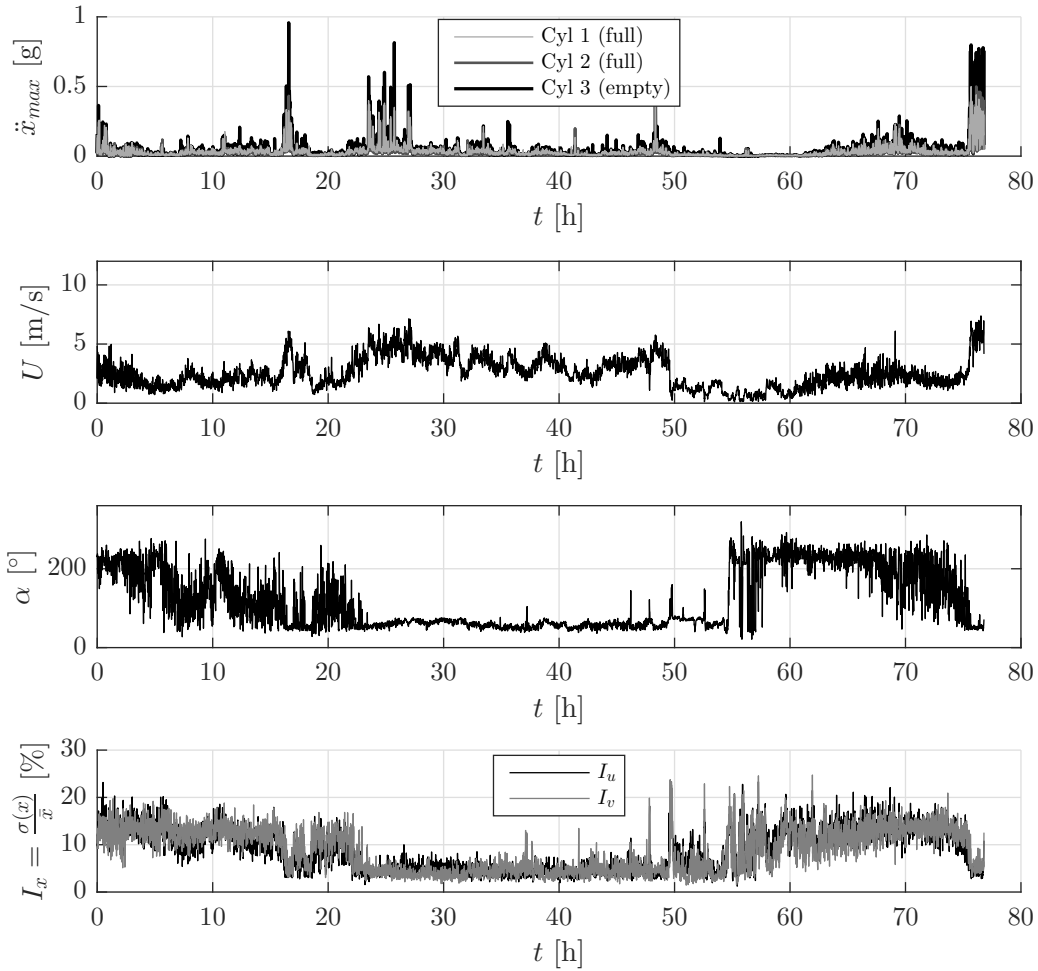 1
0.5
0
ẍmax [g]
Cyl 1 (full)
Cyl 2 (full)
Cyl 3 (empty)
0 10 20 30 40 50 60 70 80
t [h]
10
5
0
U [m/s]
0 10 20 30 40 50 60 70 80
t [h]
200
0
α [°]
0 10 20 30 40 50 60 70 80
t [h]
30
20
10
0
Ix = σ(x)/x̄ [%]
Iu
Iv
0 10 20 30 40 50 60 70 80
t [h]